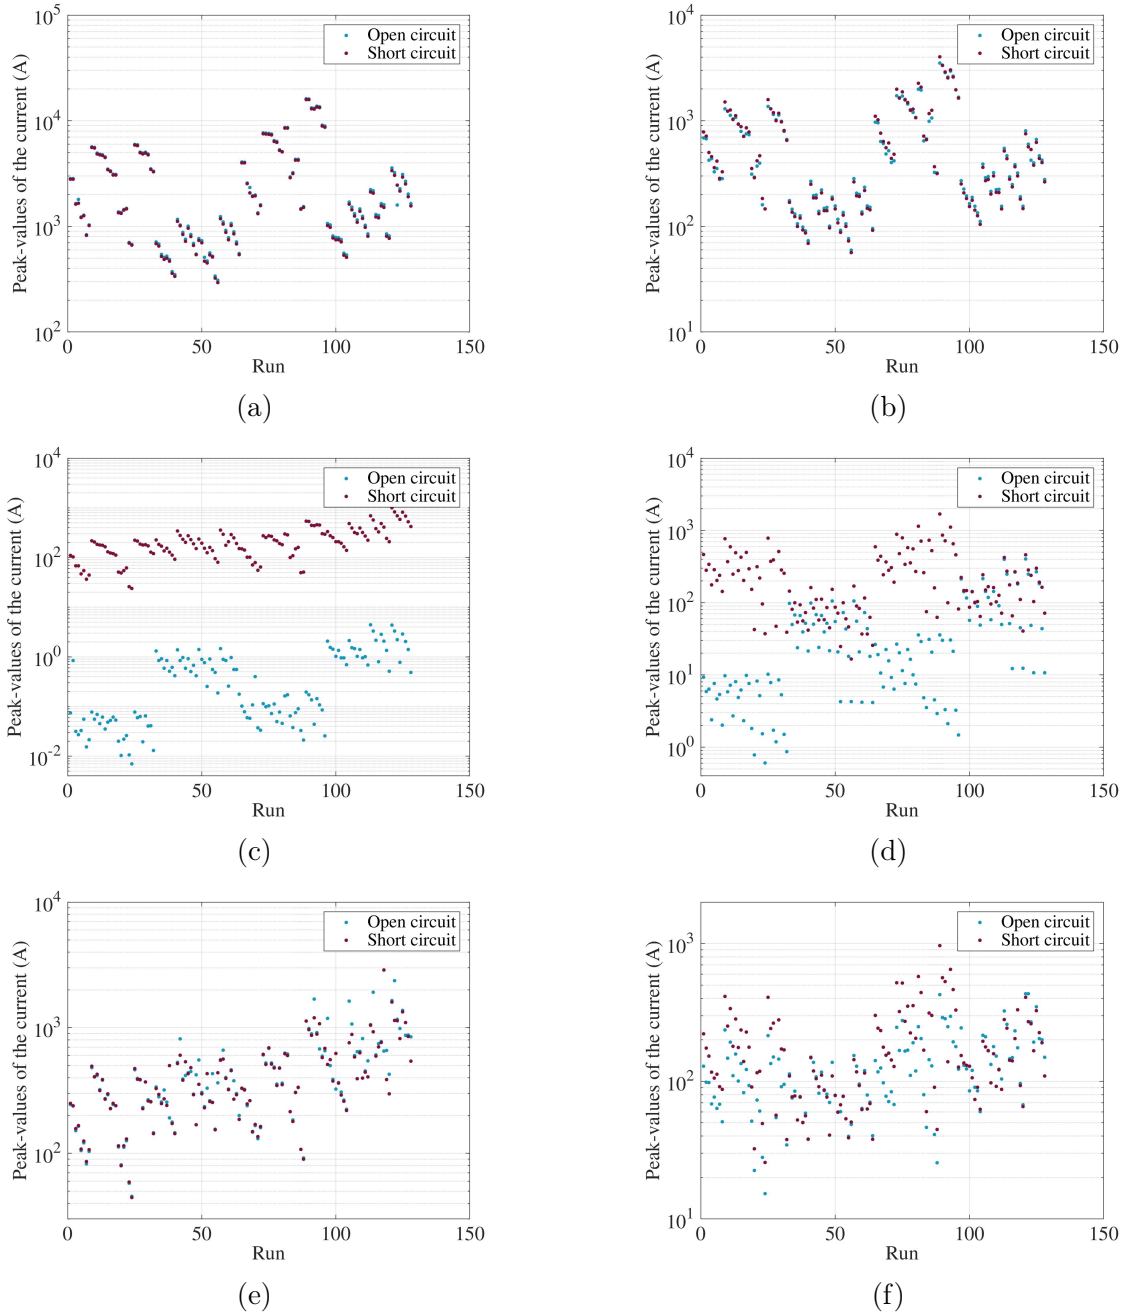 Peak-values of the current (A)
10^5
10^4
10^3
10^2
0 50 100 150
Run
Open circuit
Short circuit
(a)
Peak-values of the current (A)
10^4
10^3
10^2
10^1
0 50 100 150
Run
Open circuit
Short circuit
(b)
Peak-values of the current (A)
10^4
10^2
10^0
10^-2
0 50 100 150
Run
Open circuit
Short circuit
(c)
Peak-values of the current (A)
10^4
10^3
10^2
10^1
10^0
0 50 100 150
Run
Open circuit
Short circuit
(d)
Peak-values of the current (A)
10^4
10^3
10^2
0 50 100 150
Run
Open circuit
Short circuit
(e)
Peak-values of the current (A)
10^3
10^2
10^1
0 50 100 150
Run
Open circuit
Short circuit
(f)